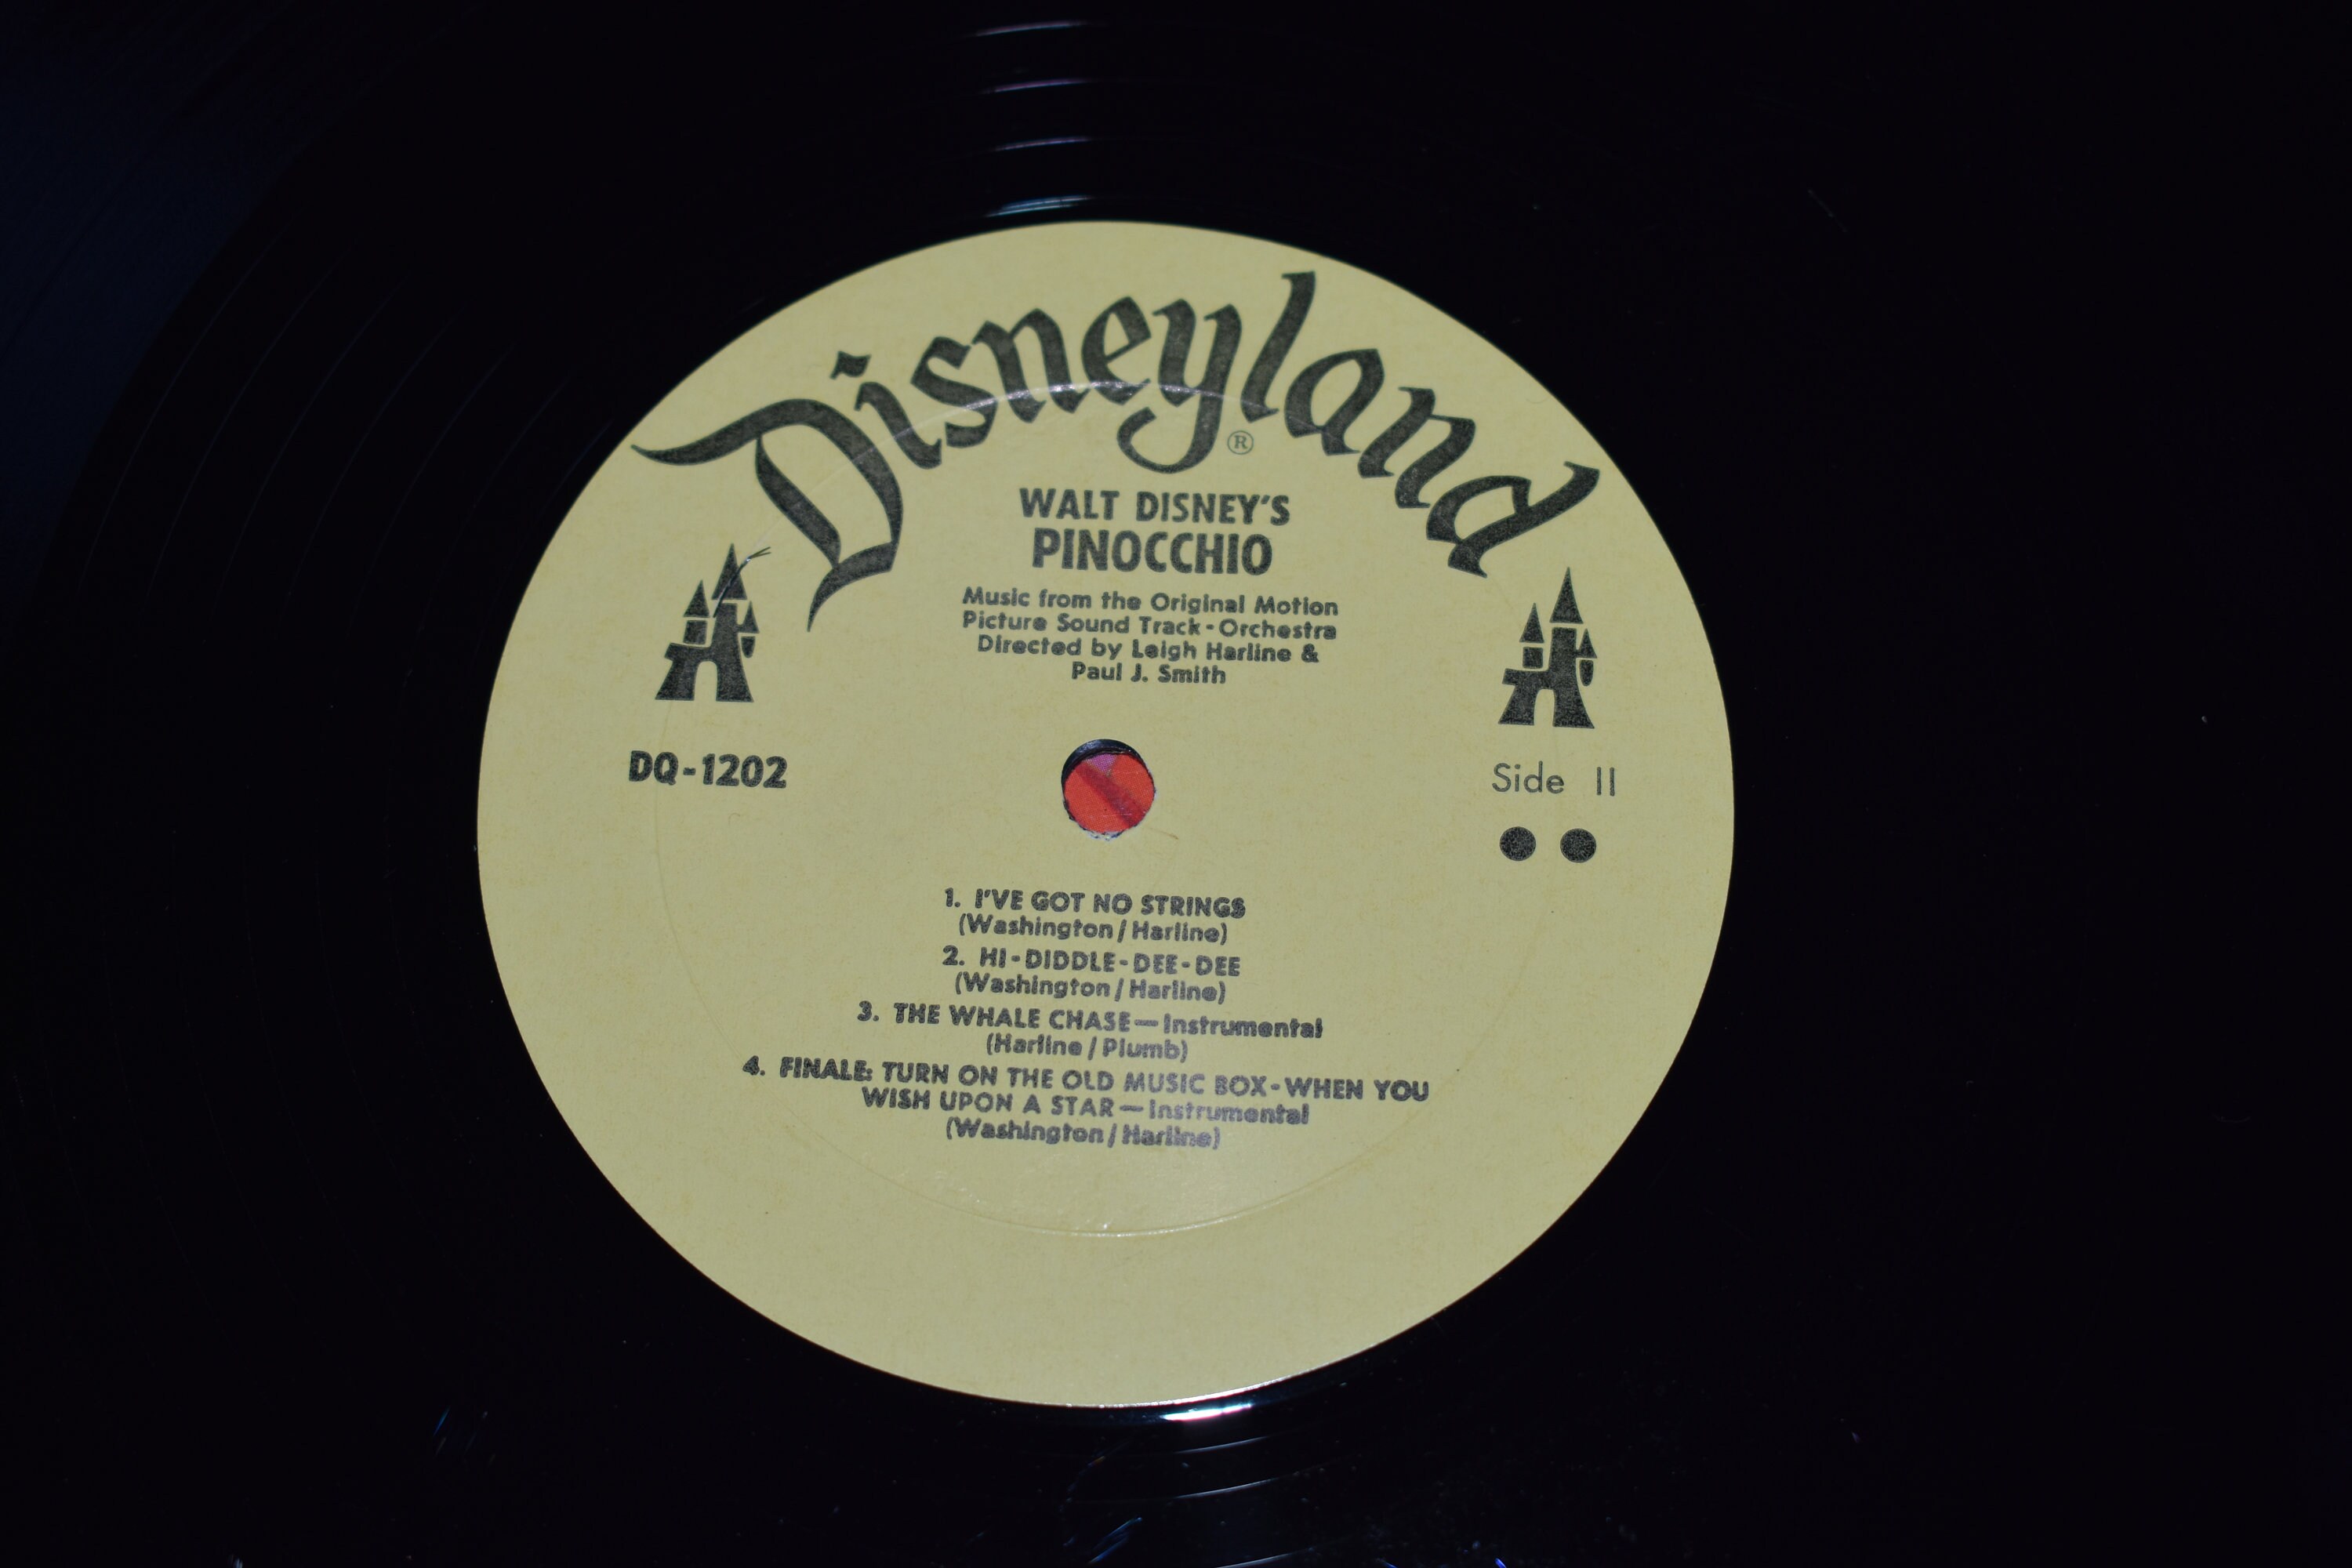 Disneyland®
WALT DISNEY'S
PINOCCHIO
Music from the Original Motion
Picture Sound Track-Orchestra
Directed by Leigh Harline &
Paul J. Smith
DQ-1202
Side II
1. I'VE GOT NO STRINGS
(Washington/Harline)
2. HI-DIDDLE-DEE-DEE
(Washington/Harline)
3. THE WHALE CHASE—Instrumental
(Harline/Plumb)
4. FINALE: TURN ON THE OLD MUSIC BOX-WHEN YOU
WISH UPON A STAR—Instrumental
(Washington/Harline)